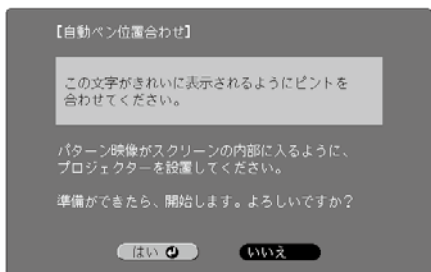 【自動ペン位置合わせ】
この文字がきれいに表示されるようにピントを
合わせてください。
パターン映像がスクリーンの内部に入るように、
プロジェクターを設置してください。
準備ができたら、開始します。よろしいですか?
はい
いいえ